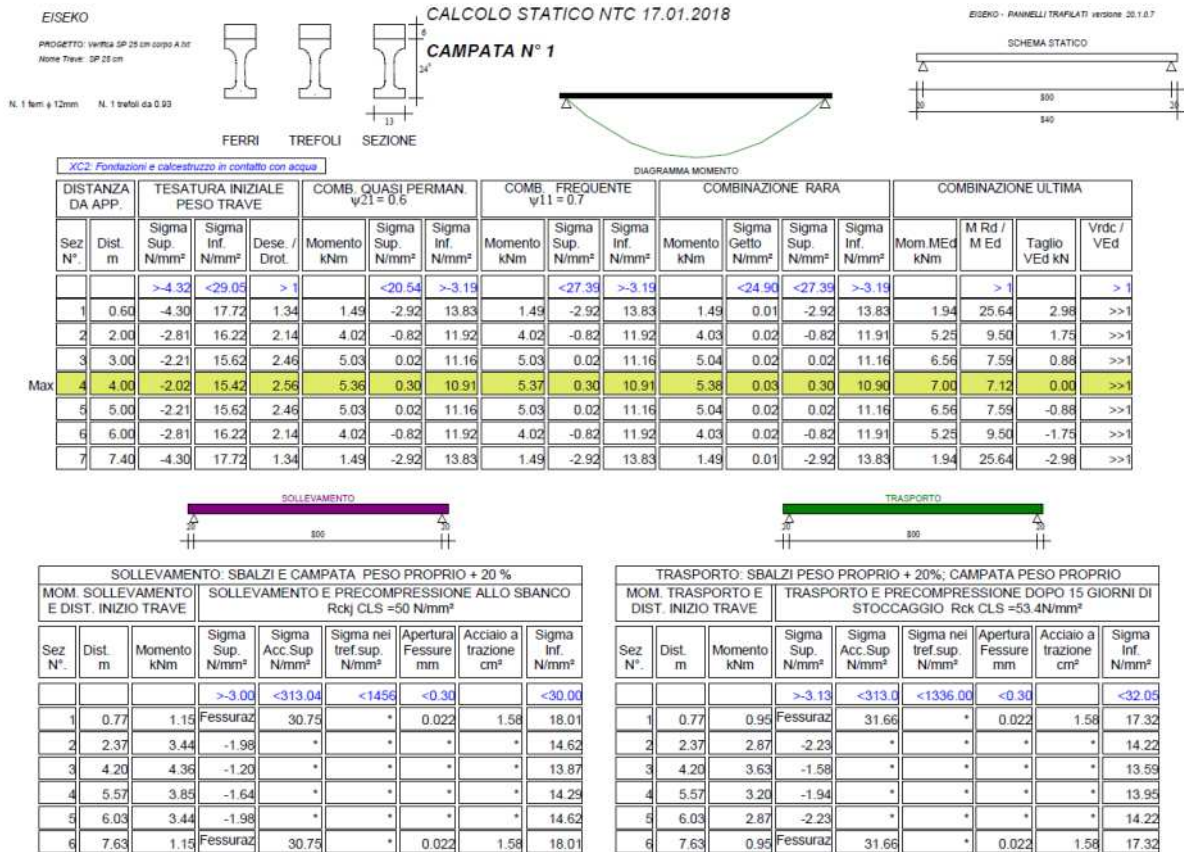 EISEKO
CALCOLO STATICO NTC 17.01.2018
EISEKO - PANNELLI TRAFILATI versione 20.1.0.7
PROGETTO: Verifica SP 25 cm corpo A.txt
Nome Trave: SP 25 cm
CAMPATA N° 1
SCHEMA STATICO
6
24
13
20 800 20
840
N. 1 ferri ϕ 12mm N. 1 trefoli da 0.93
FERRI TREFOLI SEZIONE
XC2: Fondazioni e calcestruzzo in contatto con acqua
DIAGRAMMA MOMENTO
DISTANZA DA APP. TESATURA INIZIALE PESO TRAVE COMB. QUASI PERMAN. ψ21= 0.6 COMB. FREQUENTE ψ11= 0.7 COMBINAZIONE RARA COMBINAZIONE ULTIMA
Sez N°. Dist. m Sigma Sup. N/mm² Sigma Inf. N/mm² Dese. / Drot. Momento kNm Sigma Sup. N/mm² Sigma Inf. N/mm² Momento kNm Sigma Sup. N/mm² Sigma Inf. N/mm² Momento kNm Sigma Getto N/mm² Sigma Sup. N/mm² Sigma Inf. N/mm² Mom.MEd kNm M Rd / M Ed Taglio VEd kN Vrdc / VEd
>-4.32 <29.05 > 1 <20.54 >-3.19 <27.39 >-3.19 <24.90 <27.39 >-3.19 > 1 > 1
1 0.60 -4.30 17.72 1.34 1.49 -2.92 13.83 1.49 -2.92 13.83 1.49 0.01 -2.92 13.83 1.94 25.64 2.98 >>1
2 2.00 -2.81 16.22 2.14 4.02 -0.82 11.92 4.02 -0.82 11.92 4.03 0.02 -0.82 11.91 5.25 9.50 1.75 >>1
3 3.00 -2.21 15.62 2.46 5.03 0.02 11.16 5.03 0.02 11.16 5.04 0.02 0.02 11.16 6.56 7.59 0.88 >>1
Max 4 4.00 -2.02 15.42 2.56 5.36 0.30 10.91 5.37 0.30 10.91 5.38 0.03 0.30 10.90 7.00 7.12 0.00 >>1
5 5.00 -2.21 15.62 2.46 5.03 0.02 11.16 5.03 0.02 11.16 5.04 0.02 0.02 11.16 6.56 7.59 -0.88 >>1
6 6.00 -2.81 16.22 2.14 4.02 -0.82 11.92 4.02 -0.82 11.92 4.03 0.02 -0.82 11.91 5.25 9.50 -1.75 >>1
7 7.40 -4.30 17.72 1.34 1.49 -2.92 13.83 1.49 -2.92 13.83 1.49 0.01 -2.92 13.83 1.94 25.64 -2.98 >>1
SOLLEVAMENTO
20 800 20
SOLLEVAMENTO: SBALZI E CAMPATA PESO PROPRIO + 20 %
MOM. SOLLEVAMENTO E DIST. INIZIO TRAVE SOLLEVAMENTO E PRECOMPRESSIONE ALLO SBANCO Rckj CLS =50 N/mm²
Sez N°. Dist. m Momento kNm Sigma Sup. N/mm² Sigma Acc.Sup N/mm² Sigma nei tref.sup. N/mm² Apertura Fessure mm Acciaio a trazione cm² Sigma Inf. N/mm²
>-3.00 <313.04 <1456 <0.30 <30.00
1 0.77 1.15 Fessuraz 30.75 * 0.022 1.58 18.01
2 2.37 3.44 -1.98 * * * * 14.62
3 4.20 4.36 -1.20 * * * * 13.87
4 5.57 3.85 -1.64 * * * * 14.29
5 6.03 3.44 -1.98 * * * * 14.62
6 7.63 1.15 Fessuraz 30.75 * 0.022 1.58 18.01
TRASPORTO
20 800 20
TRASPORTO: SBALZI PESO PROPRIO + 20%; CAMPATA PESO PROPRIO
MOM. TRASPORTO E DIST. INIZIO TRAVE TRASPORTO E PRECOMPRESSIONE DOPO 15 GIORNI DI STOCCAGGIO Rck CLS =53.4N/mm²
Sez N°. Dist. m Momento kNm Sigma Sup. N/mm² Sigma Acc.Sup N/mm² Sigma nei tref.sup. N/mm² Apertura Fessure mm Acciaio a trazione cm² Sigma Inf. N/mm²
>-3.13 <313.0 <1336.00 <0.30 <32.05
1 0.77 0.95 Fessuraz 31.66 * 0.022 1.58 17.32
2 2.37 2.87 -2.23 * * * * 14.22
3 4.20 3.63 -1.58 * * * * 13.59
4 5.57 3.20 -1.94 * * * * 13.95
5 6.03 2.87 -2.23 * * * * 14.22
6 7.63 0.95 Fessuraz 31.66 * 0.022 1.58 17.32